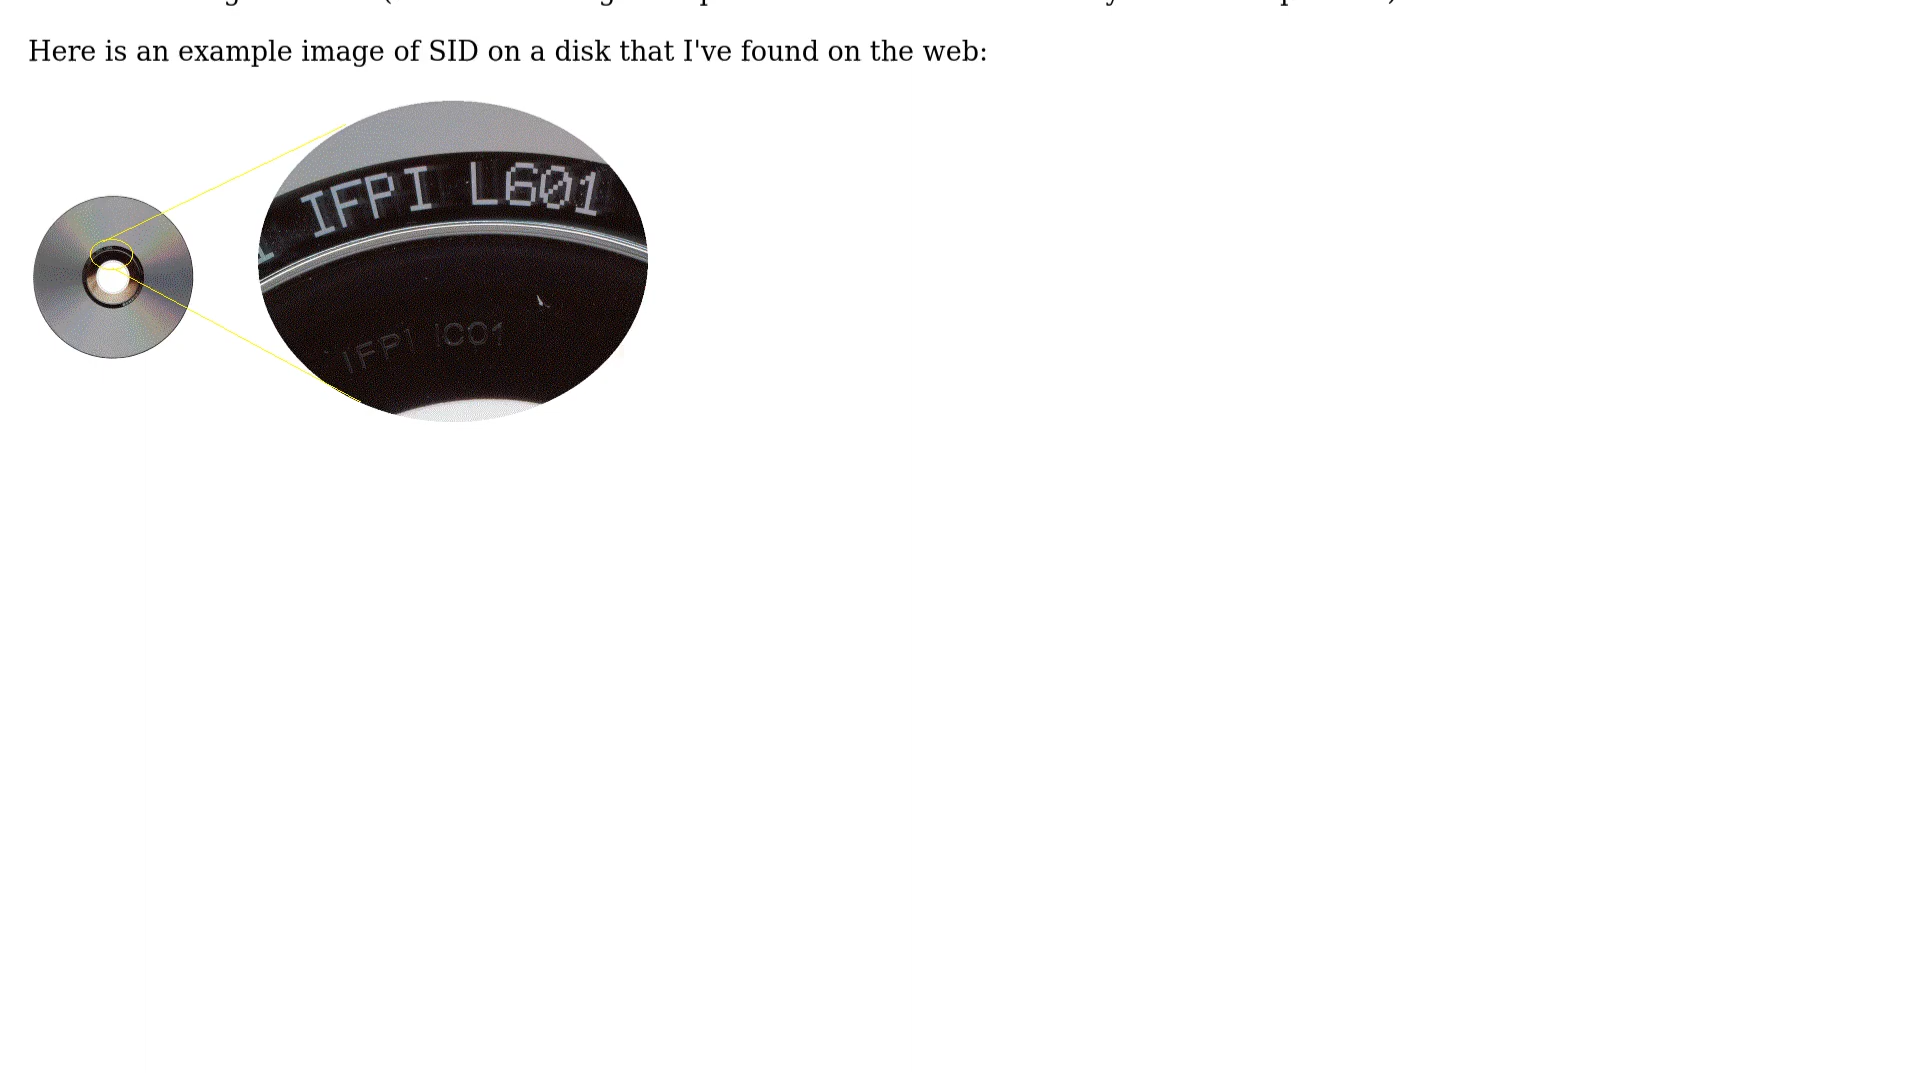 Here is an example image of SID on a disk that I've found on the web:
IFPI L601
IFPI IC01